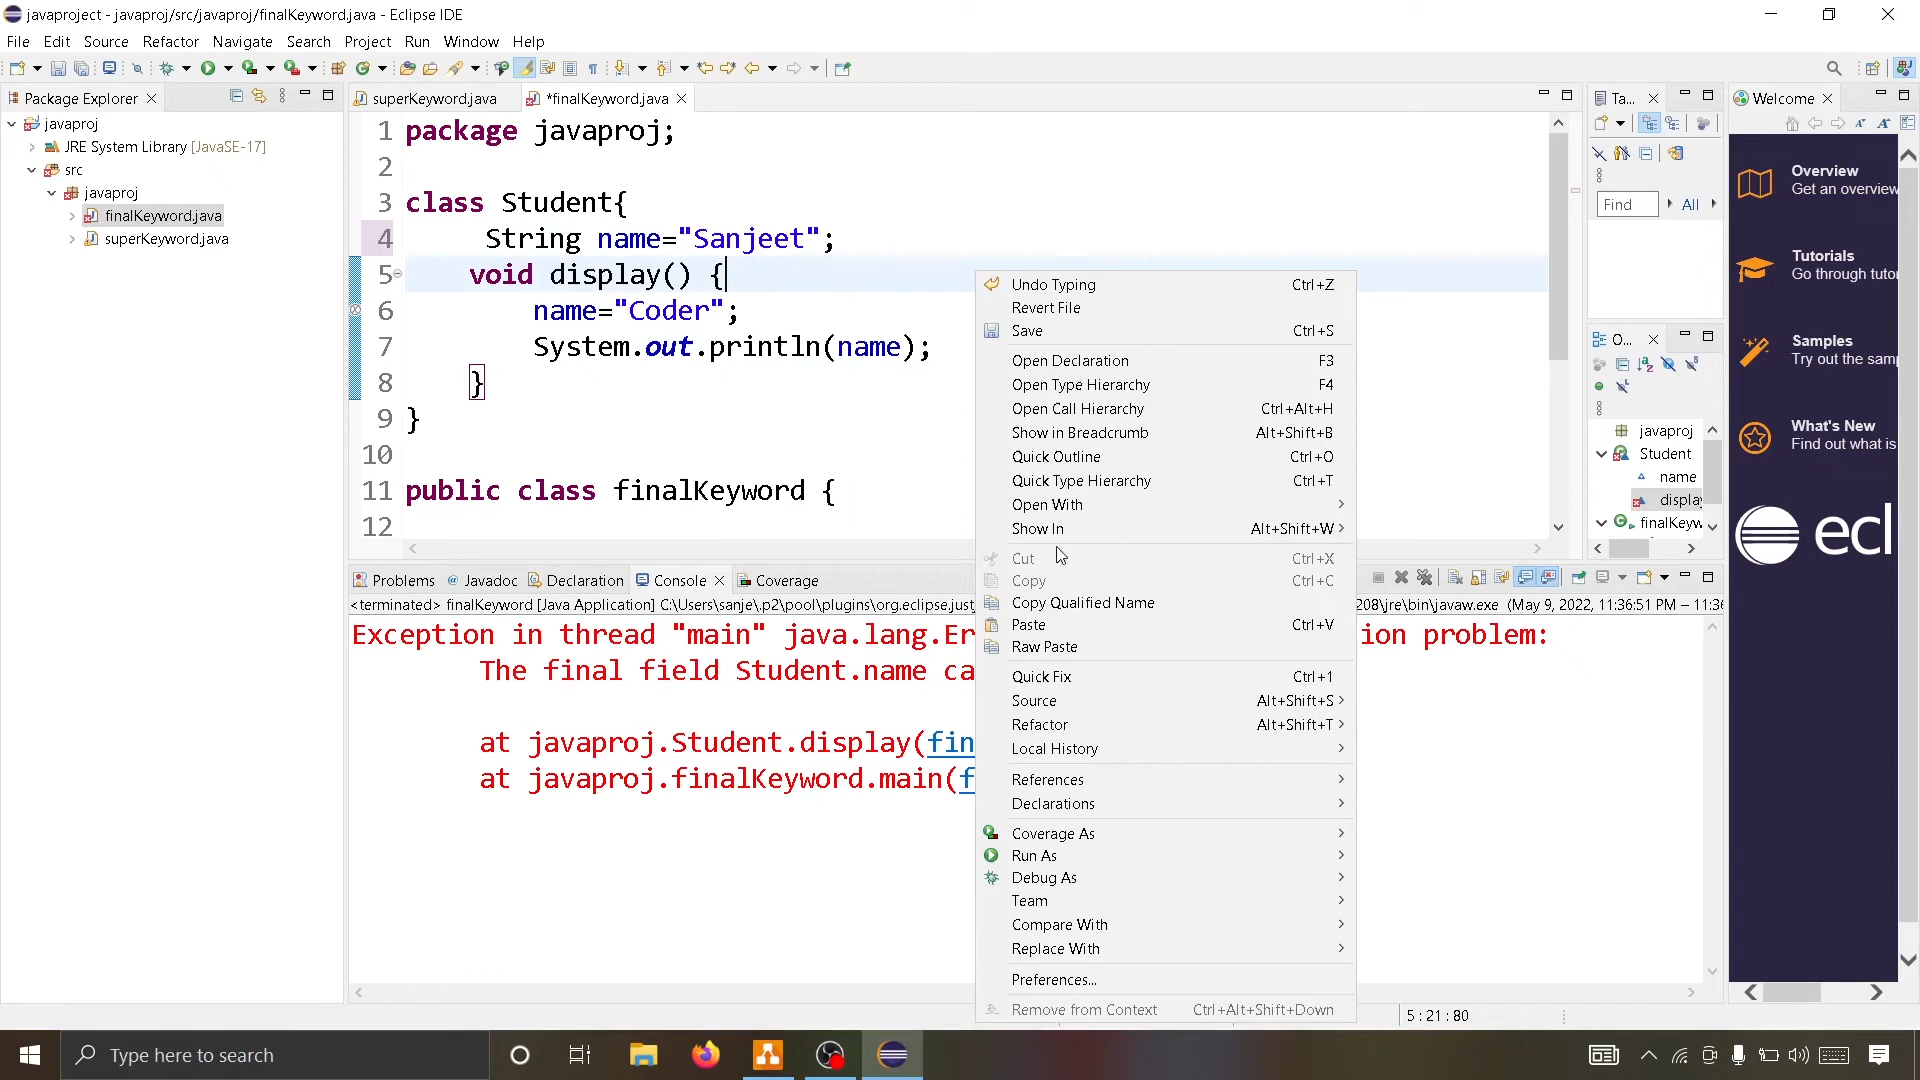 javaproject - javaproj/src/javaproj/finalKeyword.java - Eclipse IDE
File Edit Source Refactor Navigate Search Project Run Window Help
Package Explorer
javaproj
JRE System Library [JavaSE-17]
src
javaproj
finalKeyword.java
superKeyword.java
superKeyword.java *finalKeyword.java
1 package javaproj;
2
3 class Student{
4 String name="Sanjeet";
5 void display() {
6 name="Coder";
7 System.out.println(name);
8 }
9 }
10
11 public class finalKeyword {
12
Undo Typing Ctrl+Z
Revert File
Save Ctrl+S
Open Declaration F3
Open Type Hierarchy F4
Open Call Hierarchy Ctrl+Alt+H
Show in Breadcrumb Alt+Shift+B
Quick Outline Ctrl+O
Quick Type Hierarchy Ctrl+T
Open With
Show In Alt+Shift+W
Cut Ctrl+X
Copy Ctrl+C
Copy Qualified Name
Paste Ctrl+V
Raw Paste
Quick Fix Ctrl+1
Source Alt+Shift+S
Refactor Alt+Shift+T
Local History
References
Declarations
Coverage As
Run As
Debug As
Team
Compare With
Replace With
Preferences...
Remove from Context Ctrl+Alt+Shift+Down
Problems Javadoc Declaration Console Coverage
<terminated> finalKeyword [Java Application] C:\Users\sanje\.p2\pool\plugins\org.eclipse.just 208\jre\bin\javaw.exe (May 9, 2022, 11:36:51 PM – 11:36
Exception in thread "main" java.lang.Er ion problem:
The final field Student.name ca
at javaproj.Student.display(fin
at javaproj.finalKeyword.main(f
Ta...
Find All
O...
javaproj
Student
name
display
finalKeyw
Welcome
Overview
Get an overview
Tutorials
Go through tutor
Samples
Try out the samp
What's New
Find out what is
ecl
5 : 21 : 80
Type here to search